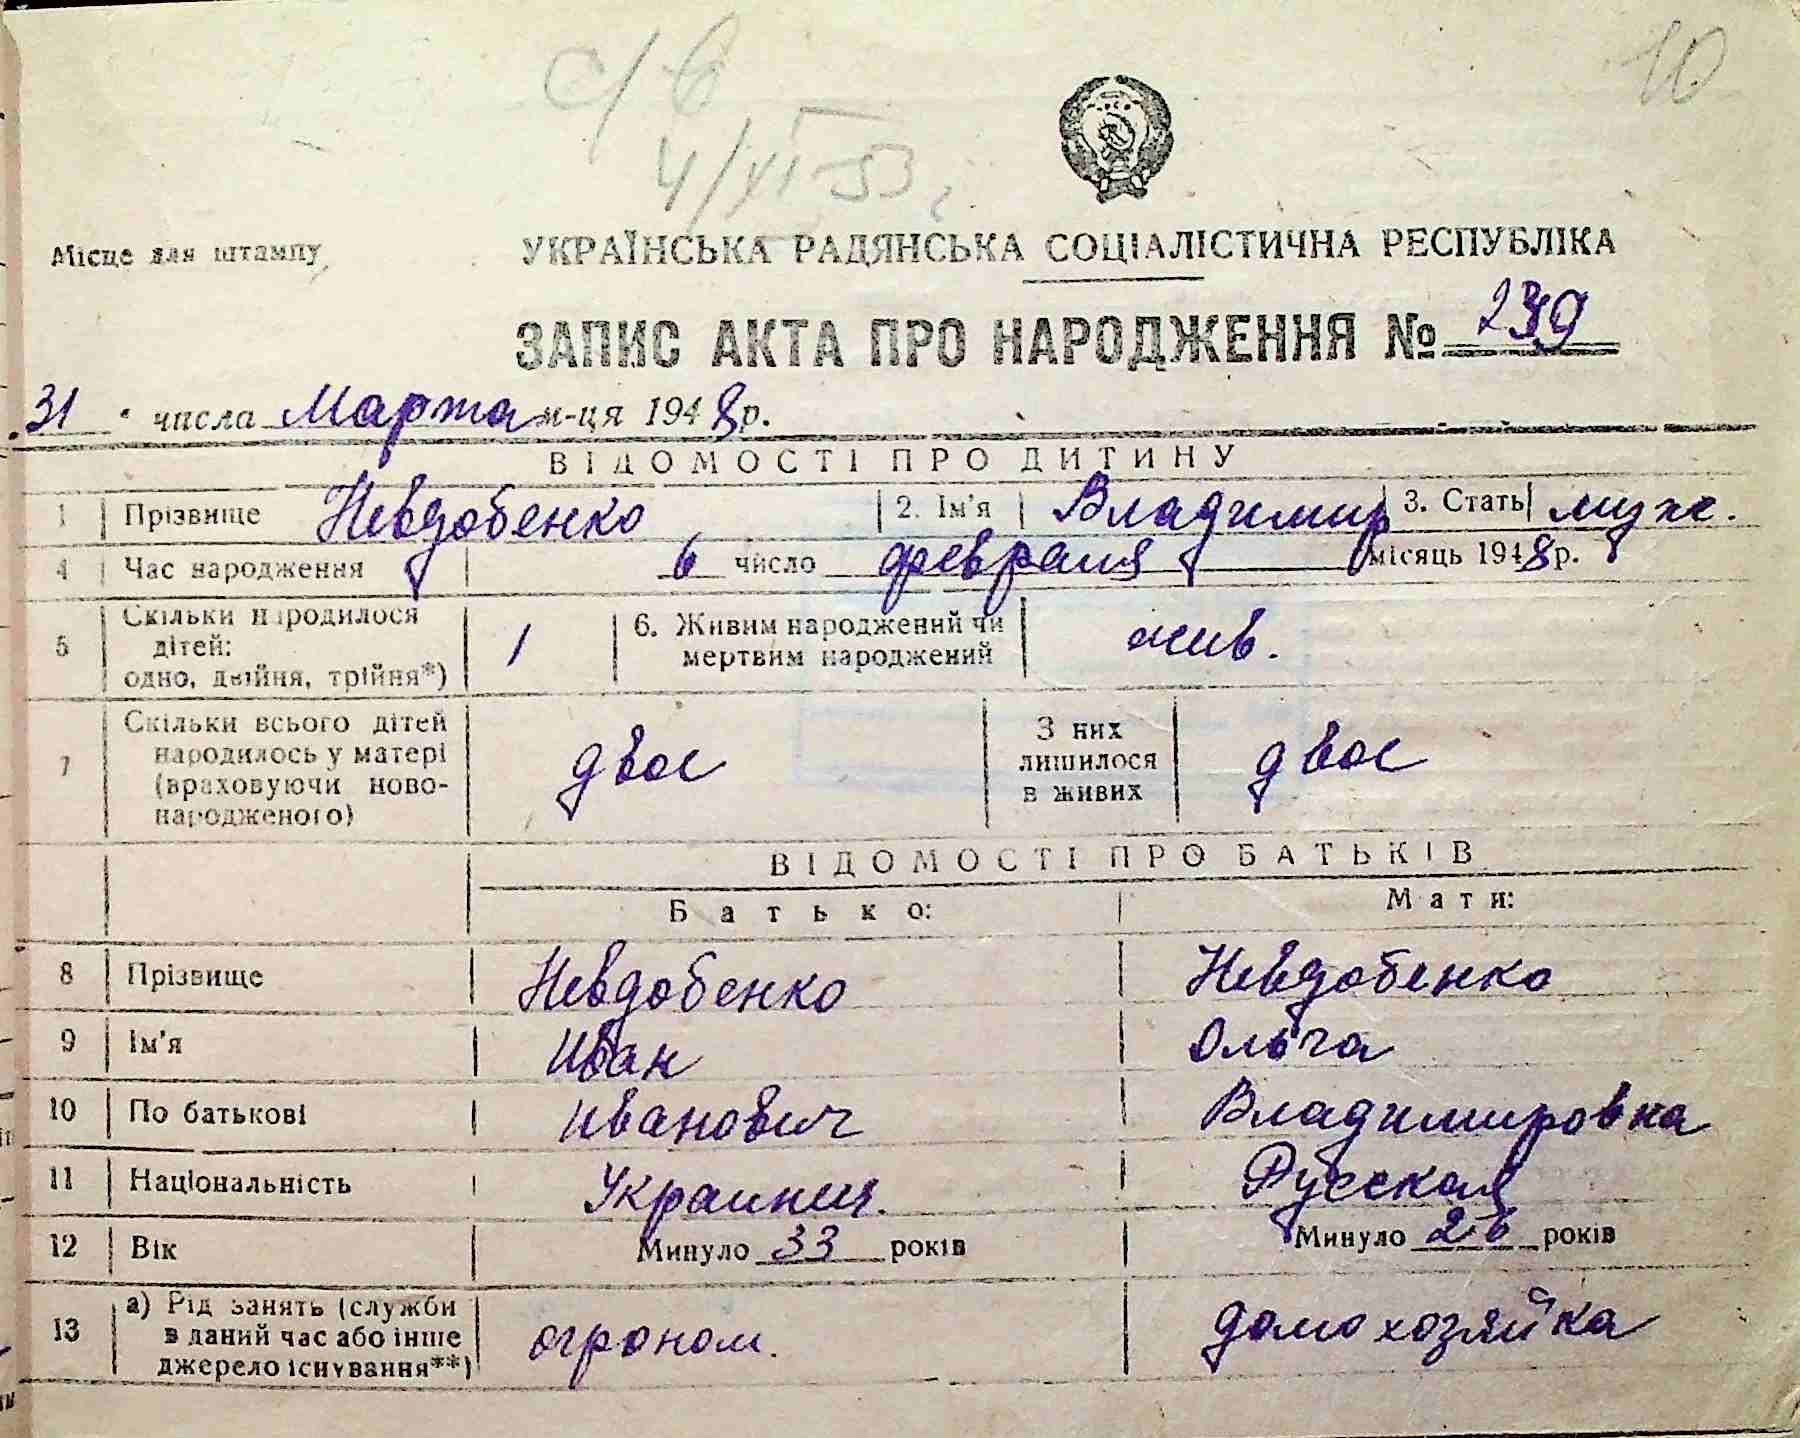 10
с/в
4/VI-53
Місце для штампу
УКРАЇНСЬКА РАДЯНСЬКА СОЦІАЛІСТИЧНА РЕСПУБЛІКА
ЗАПИС АКТА ПРО НАРОДЖЕННЯ № 239
31 числа Марта м-ця 1948 р.
ВІДОМОСТІ ПРО ДИТИНУ
1 Прізвище Невдобенко 2. Ім'я Владимир 3. Стать муж.
4 Час народження 6 число февраля місяць 1948 р.
5 Скільки народилося дітей: одно, двійня, трійня*) 1 6. Живим народжений чи мертвим народжений жив.
7 Скільки всього дітей народилось у матері (враховуючи ново-народженого) двое З них лишилося в живих двое
ВІДОМОСТІ ПРО БАТЬКІВ
Батько: Мати:
8 Прізвище Невдобенко Невдобенко
9 Ім'я Иван Ольга
10 По батькові Иванович Владимировна
11 Національність Украинец. Русская
12 Вік Минуло 33 років Минуло 26 років
13 а) Рід занять (служби в даний час або інше джерело існування**) огроном. домохозяйка